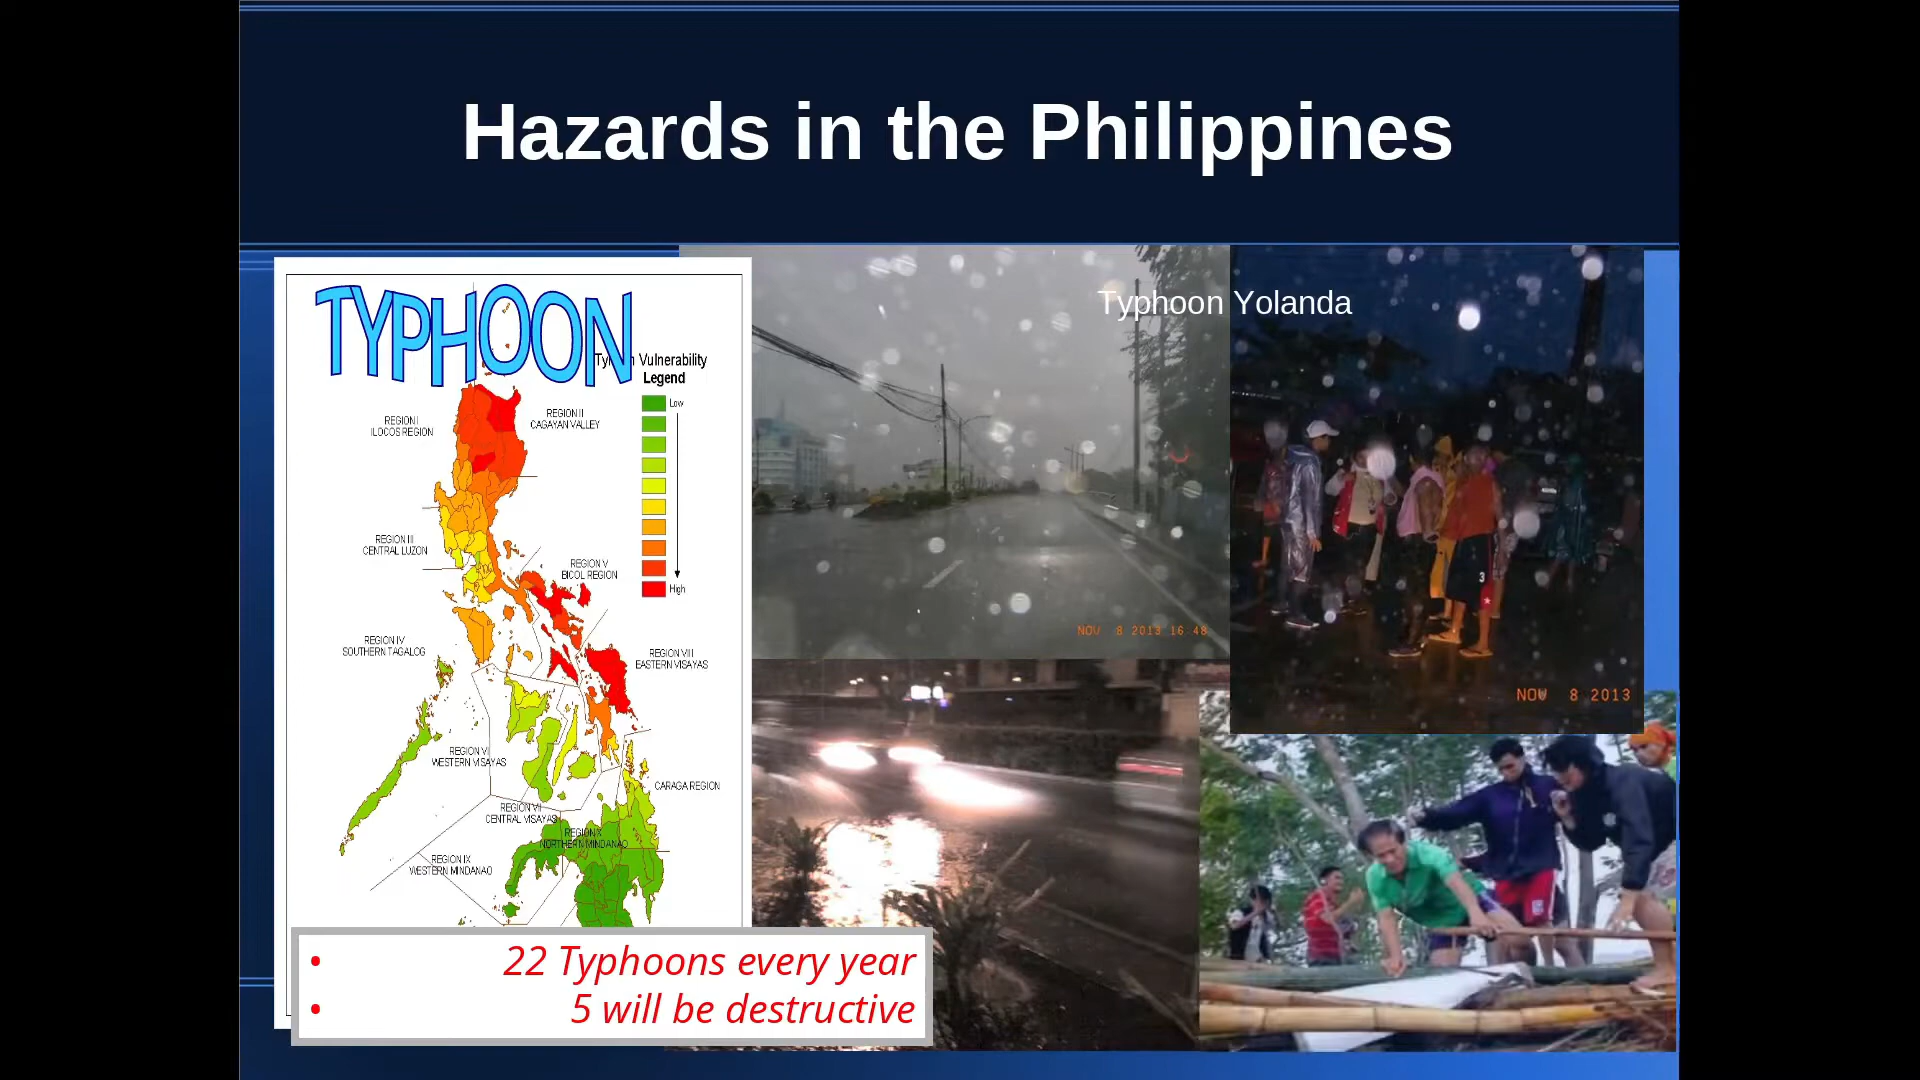 Hazards in the Philippines
TYPHOON
Vulnerability
Legend
Low
High
REGION I
ILOCOS REGION
REGION II
CAGAYAN VALLEY
REGION III
CENTRAL LUZON
REGION V
BICOL REGION
REGION IV
SOUTHERN TAGALOG
REGION VIII
EASTERN VISAYAS
REGION VI
WESTERN VISAYAS
CARAGA REGION
REGION VII
CENTRAL VISAYAS
REGION X
NORTHERN MINDANAO
REGION IX
WESTERN MINDANAO
Typhoon Yolanda
NOV 8 2013 16 48
3
NOV 8 2013
• 22 Typhoons every year
• 5 will be destructive